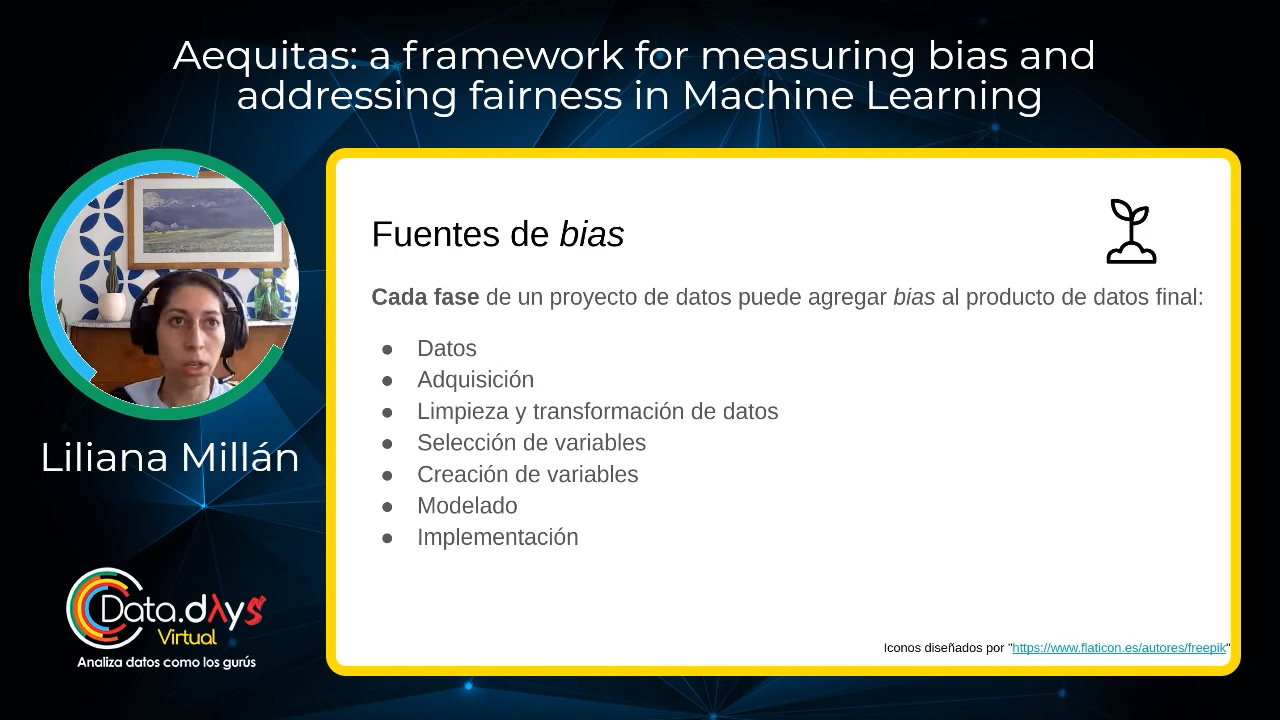 Aequitas: a framework for measuring bias and
addressing fairness in Machine Learning
Liliana Millán
Data.dAys
Virtual
Analiza datos como los gurús
Fuentes de bias
Cada fase de un proyecto de datos puede agregar bias al producto de datos final:
● Datos
● Adquisición
● Limpieza y transformación de datos
● Selección de variables
● Creación de variables
● Modelado
● Implementación
Iconos diseñados por "https://www.flaticon.es/autores/freepik"